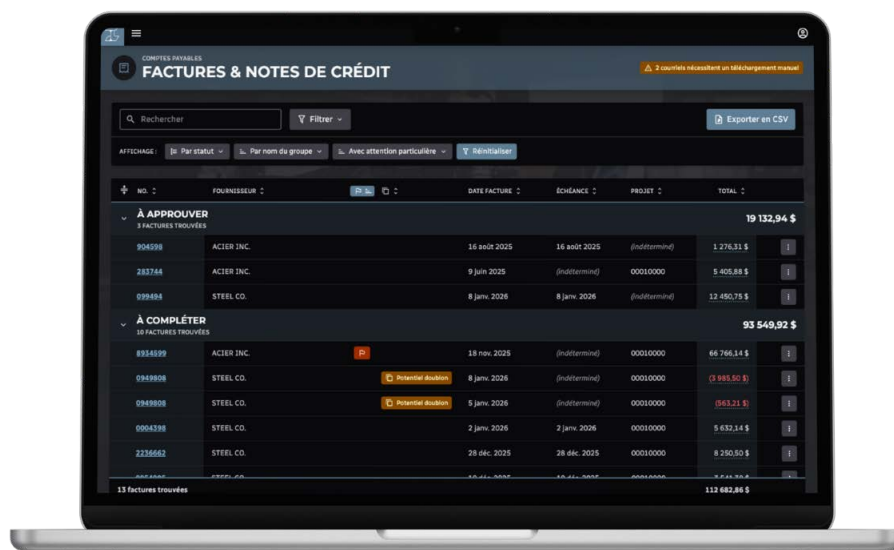 COMPTES PAYABLES
FACTURES & NOTES DE CRÉDIT
2 courriels nécessitent un téléchargement manuel
Rechercher
Filtrer
Exporter en CSV
AFFICHAGE : Par statut Par nom du groupe Avec attention particulière Réinitialiser
NO. FOURNISSEUR DATE FACTURE ÉCHÉANCE PROJET TOTAL
À APPROUVER 19 132,94 $
3 FACTURES TROUVÉES
904598 ACIER INC. 16 août 2025 16 août 2025 (indéterminé) 1 276,31 $
283744 ACIER INC. 9 juin 2025 (indéterminé) 00010000 5 405,88 $
099494 STEEL CO. 8 janv. 2026 8 janv. 2026 (indéterminé) 12 450,75 $
À COMPLÉTER 93 549,92 $
10 FACTURES TROUVÉES
8934599 ACIER INC. 18 nov. 2025 (indéterminé) 00010000 66 766,14 $
0949808 STEEL CO. Potentiel doublon 8 janv. 2026 (indéterminé) 00010000 (3 985,50 $)
0949808 STEEL CO. Potentiel doublon 5 janv. 2026 (indéterminé) 00010000 (563,21 $)
0004398 STEEL CO. 2 janv. 2026 2 janv. 2026 00010000 5 632,14 $
2236662 STEEL CO. 28 déc. 2025 28 déc. 2025 00010000 8 250,50 $
STEEL CO.
13 factures trouvées 112 682,86 $